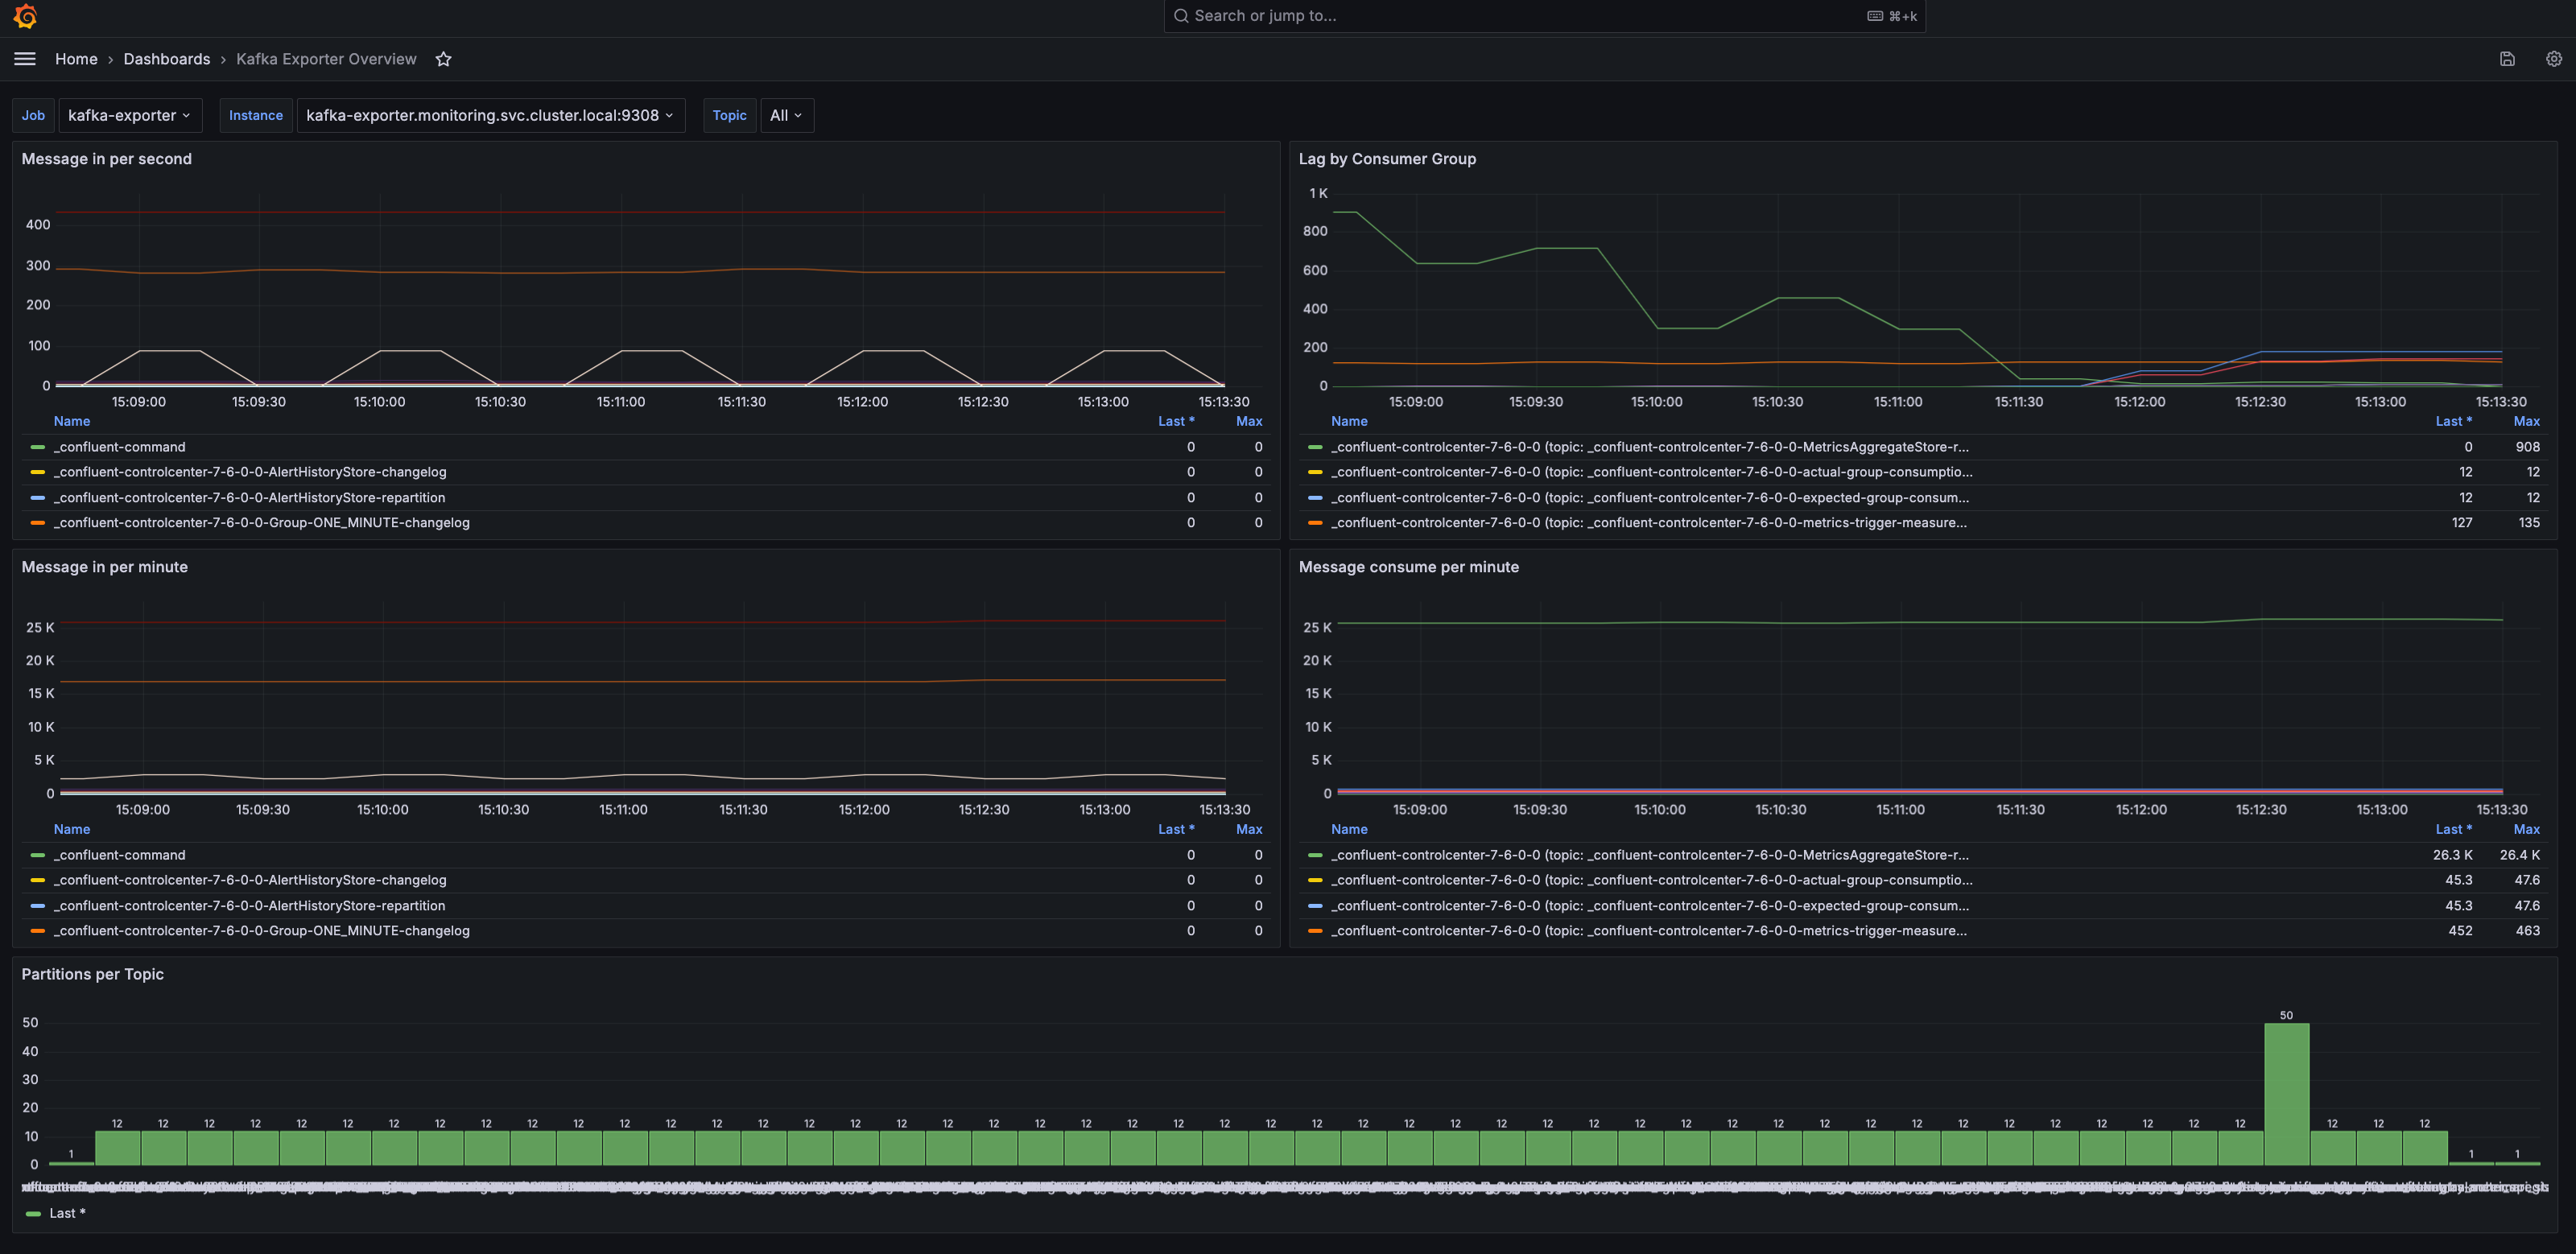 Search or jump to... ⌘+k
Home › Dashboards › Kafka Exporter Overview
Job kafka-exporter Instance kafka-exporter.monitoring.svc.cluster.local:9308 Topic All
Message in per second
400
300
200
100
0
15:09:00 15:09:30 15:10:00 15:10:30 15:11:00 15:11:30 15:12:00 15:12:30 15:13:00 15:13:30
Name Last * Max
_confluent-command 0 0
_confluent-controlcenter-7-6-0-0-AlertHistoryStore-changelog 0 0
_confluent-controlcenter-7-6-0-0-AlertHistoryStore-repartition 0 0
_confluent-controlcenter-7-6-0-0-Group-ONE_MINUTE-changelog 0 0
Lag by Consumer Group
1 K
800
600
400
200
0
15:09:00 15:09:30 15:10:00 15:10:30 15:11:00 15:11:30 15:12:00 15:12:30 15:13:00 15:13:30
Name Last * Max
_confluent-controlcenter-7-6-0-0 (topic: _confluent-controlcenter-7-6-0-0-MetricsAggregateStore-r... 0 908
_confluent-controlcenter-7-6-0-0 (topic: _confluent-controlcenter-7-6-0-0-actual-group-consumptio... 12 12
_confluent-controlcenter-7-6-0-0 (topic: _confluent-controlcenter-7-6-0-0-expected-group-consum... 12 12
_confluent-controlcenter-7-6-0-0 (topic: _confluent-controlcenter-7-6-0-0-metrics-trigger-measure... 127 135
Message in per minute
25 K
20 K
15 K
10 K
5 K
0
15:09:00 15:09:30 15:10:00 15:10:30 15:11:00 15:11:30 15:12:00 15:12:30 15:13:00 15:13:30
Name Last * Max
_confluent-command 0 0
_confluent-controlcenter-7-6-0-0-AlertHistoryStore-changelog 0 0
_confluent-controlcenter-7-6-0-0-AlertHistoryStore-repartition 0 0
_confluent-controlcenter-7-6-0-0-Group-ONE_MINUTE-changelog 0 0
Message consume per minute
25 K
20 K
15 K
10 K
5 K
0
15:09:00 15:09:30 15:10:00 15:10:30 15:11:00 15:11:30 15:12:00 15:12:30 15:13:00 15:13:30
Name Last * Max
_confluent-controlcenter-7-6-0-0 (topic: _confluent-controlcenter-7-6-0-0-MetricsAggregateStore-r... 26.3 K 26.4 K
_confluent-controlcenter-7-6-0-0 (topic: _confluent-controlcenter-7-6-0-0-actual-group-consumptio... 45.3 47.6
_confluent-controlcenter-7-6-0-0 (topic: _confluent-controlcenter-7-6-0-0-expected-group-consum... 45.3 47.6
_confluent-controlcenter-7-6-0-0 (topic: _confluent-controlcenter-7-6-0-0-metrics-trigger-measure... 452 463
Partitions per Topic
50
40
30
20
10
0
1 12 12 12 12 12 12 12 12 12 12 12 12 12 12 12 12 12 12 12 12 12 12 12 12 12 12 12 12 12 12 12 12 12 12 12 12 12 12 12 12 12 12 12 12 12 12 12 50 12 12 12 1 1
Last *